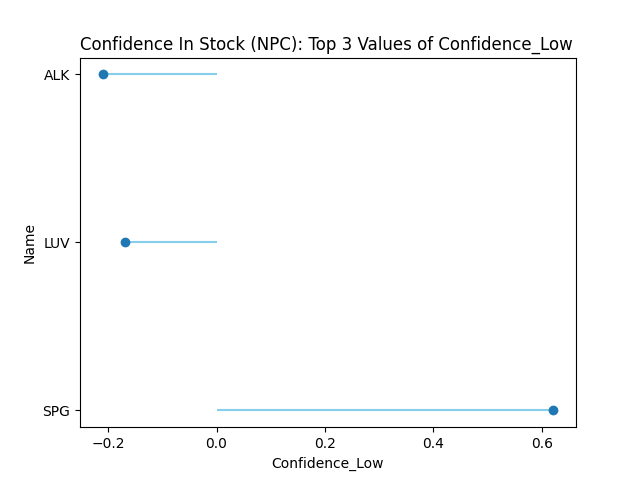 Confidence In Stock (NPC): Top 3 Values of Confidence_Low
ALK
LUV
SPG
Name
−0.2 0.0 0.2 0.4 0.6
Confidence_Low